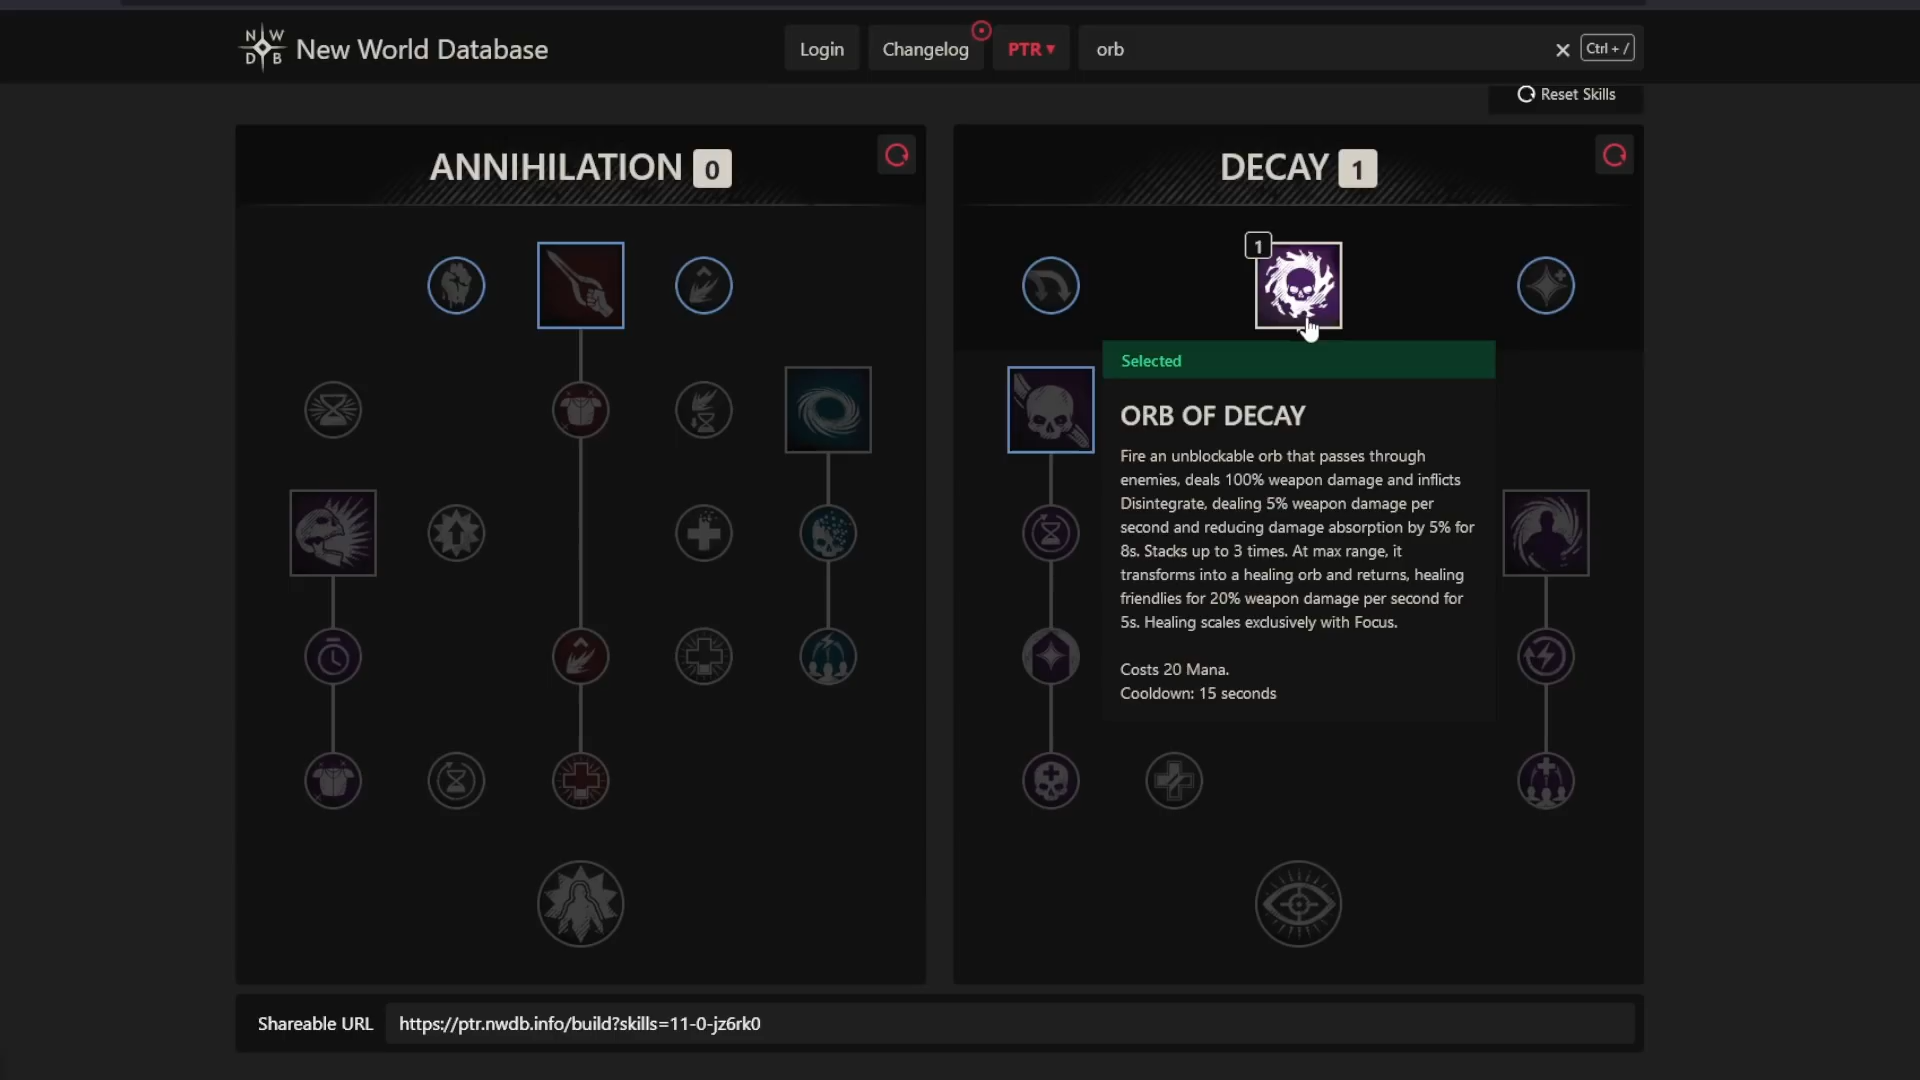 N W
D B
New World Database
Login
Changelog
PTR ▾
orb
Ctrl + /
Reset Skills
ANNIHILATION 0
DECAY 1
1
Selected
ORB OF DECAY
Fire an unblockable orb that passes through
enemies, deals 100% weapon damage and inflicts
Disintegrate, dealing 5% weapon damage per
second and reducing damage absorption by 5% for
8s. Stacks up to 3 times. At max range, it
transforms into a healing orb and returns, healing
friendlies for 20% weapon damage per second for
5s. Healing scales exclusively with Focus.
Costs 20 Mana.
Cooldown: 15 seconds
Shareable URL
https://ptr.nwdb.info/build?skills=11-0-jz6rk0